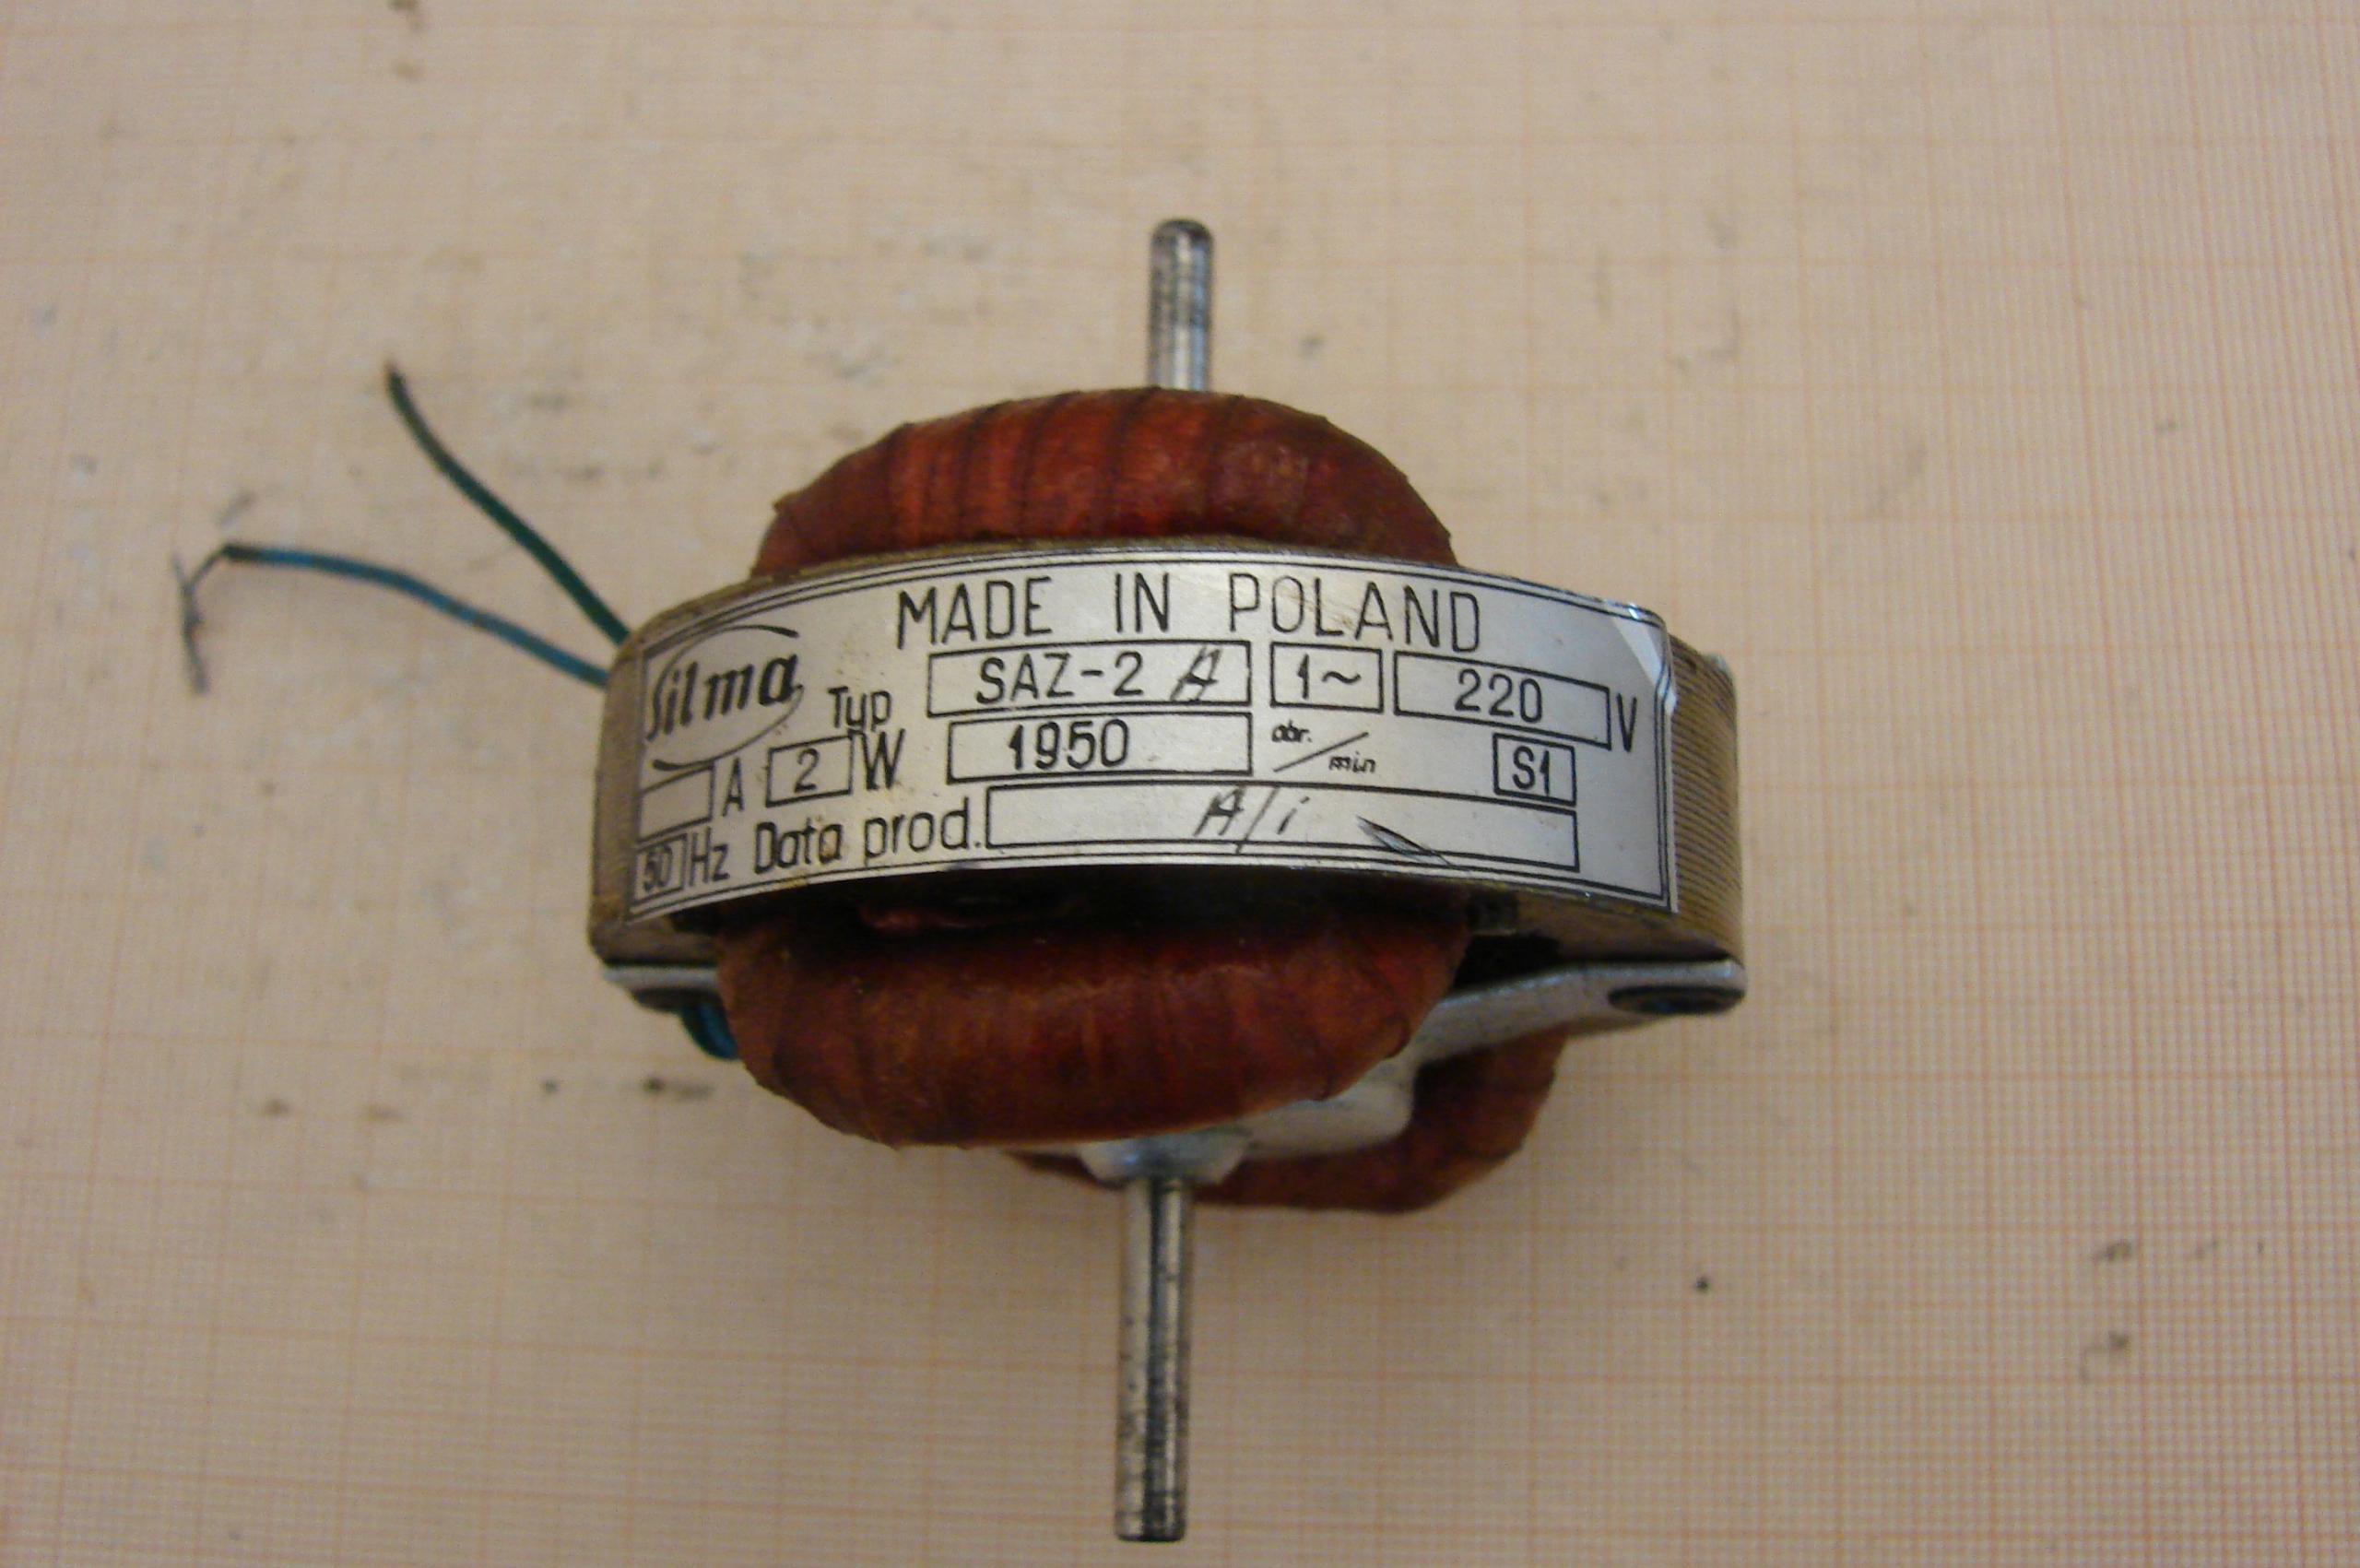 MADE IN POLAND
Silma Typ SAZ-2 A 1~ 220 V
A 2 W 1950 obr./min S1
50 Hz Data prod. A/i